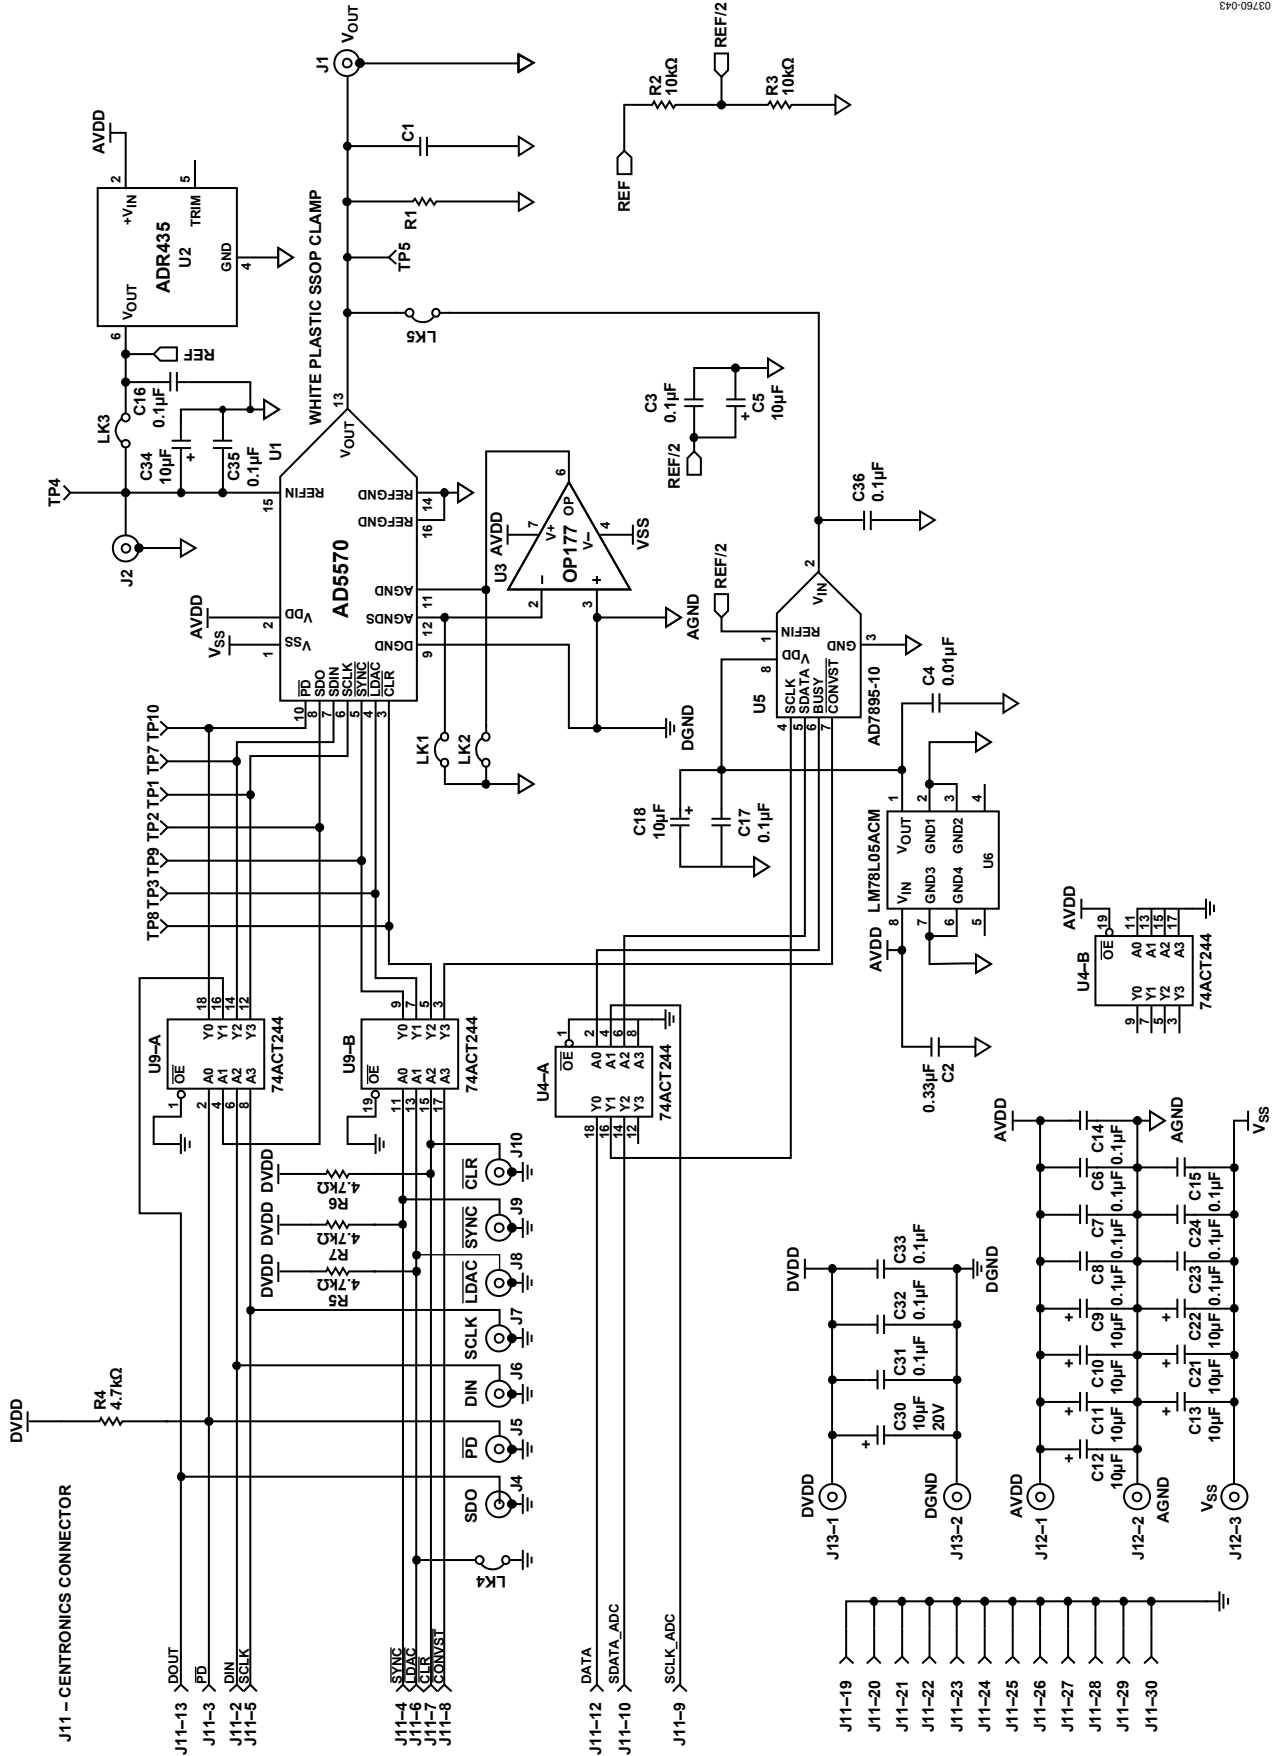 03760-043
J11 – CENTRONICS CONNECTOR
DVDD
R4
4.7kΩ
J11–13
DOUT
J11–3
PD
J11–2
DIN
J11–5
SCLK
J11–4
SYNC
J11–6
LDAC
J11–7
CLR
J11–8
CONVST
J11–12
DATA
J11–10
SDATA_ADC
J11–9
SCLK_ADC
LK4
SDO
J4
PD
J5
DIN
J6
SCLK
J7
LDAC
J8
SYNC
J9
CLR
J10
DVDD
R5
4.7kΩ
DVDD
R7
4.7kΩ
DVDD
R6
4.7kΩ
U9–A
OE
1
A0
A1
A2
A3
2
4
6
8
Y0
Y1
Y2
Y3
18
16
14
12
74ACT244
U9–B
OE
19
A0
A1
A2
A3
11
13
15
17
Y0
Y1
Y2
Y3
9
7
5
3
74ACT244
U4–A
OE
1
Y0
Y1
Y2
Y3
18
16
14
12
A0
A1
A2
A3
2
4
6
8
74ACT244
TP8
TP3
TP9
TP2
TP1
TP7
TP10
VSS
AVDD
TP4
J2
LK3
C34
10µF
+
C35
0.1µF
C16
0.1µF
REF
U1
AD5570
1
VSS
2
VDD
15
REFIN
10
PD
8
SDO
7
SDIN
6
SCLK
5
SYNC
4
LDAC
3
CLR
DGND
9
AGNDS
12
AGND
11
REFGND
16
REFGND
14
VOUT
13
ADR435
U2
VOUT
6
+VIN
2
TRIM
5
GND
4
AVDD
WHITE PLASTIC SSOP CLAMP
LK5
TP5
R1
C1
J1
VOUT
LK1
LK2
U3
OP177
AVDD
7
V+
OP
6
V–
4
VSS
2
–
3
+
AGND
DGND
REF
R2
10kΩ
REF/2
R3
10kΩ
REF/2
C3
0.1µF
C5
10µF
+
C36
0.1µF
REF/2
U5
AD7895-10
1
REFIN
8
VDD
SCLK
4
SDATA
5
BUSY
6
CONVST
7
VIN
2
GND
3
C18
10µF
+
C17
0.1µF
C4
0.01µF
LM78L05ACM
U6
VOUT
1
GND1
2
GND2
3
4
VIN
8
GND3
7
GND4
6
5
AVDD
0.33µF
C2
U4–B
AVDD
OE
19
A0
A1
A2
A3
11
13
15
17
Y0
Y1
Y2
Y3
9
7
5
3
74ACT244
DVDD
J13–1
DGND
J13–2
+
C30
10µF
20V
C31
0.1µF
C32
0.1µF
C33
0.1µF
DVDD
DGND
AVDD
J12–1
J12–2
AGND
VSS
J12–3
+
C12
10µF
+
C11
10µF
+
C10
10µF
+
C9
10µF
C8
0.1µF
C7
0.1µF
C6
0.1µF
C14
0.1µF
+
C13
10µF
+
C21
10µF
+
C22
10µF
C23
0.1µF
C24
0.1µF
C15
0.1µF
AVDD
AGND
VSS
J11–19
J11–20
J11–21
J11–22
J11–23
J11–24
J11–25
J11–26
J11–27
J11–28
J11–29
J11–30